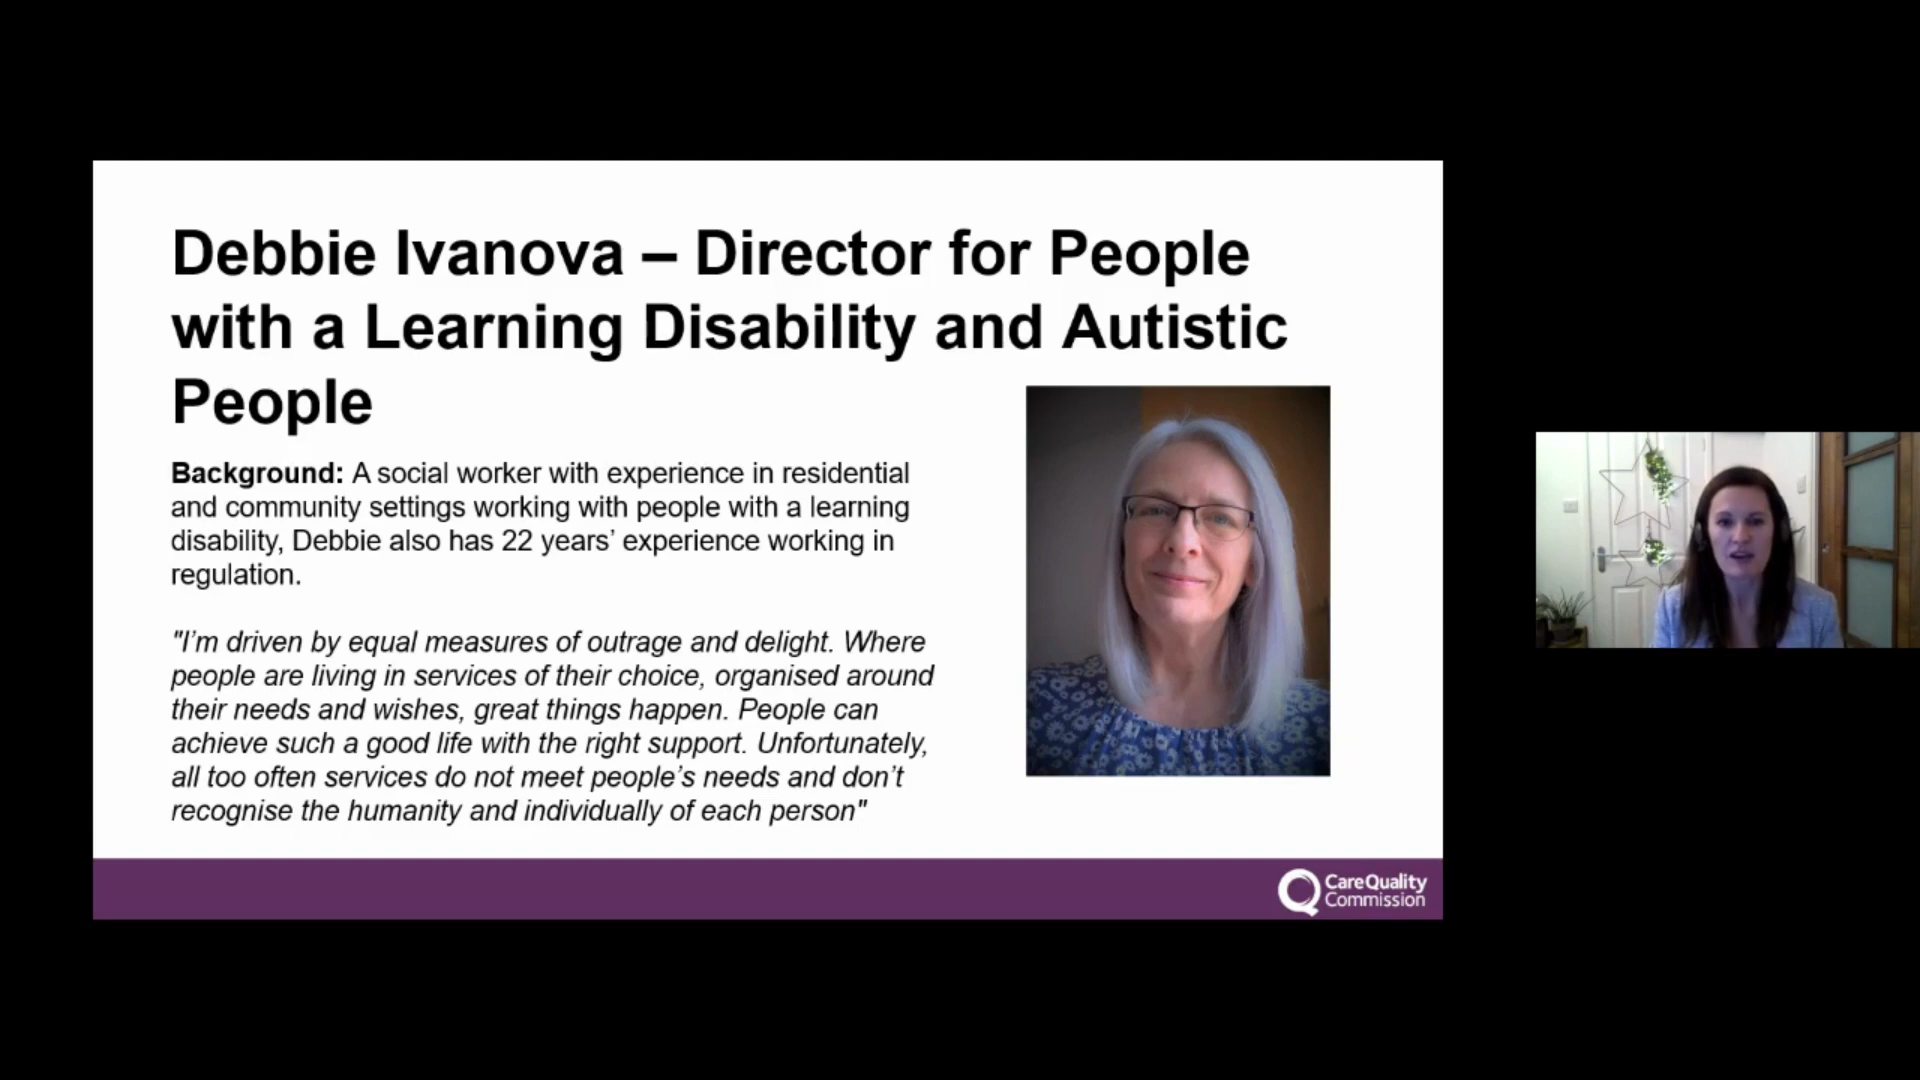 Debbie Ivanova – Director for People
with a Learning Disability and Autistic
People
Background: A social worker with experience in residential
and community settings working with people with a learning
disability, Debbie also has 22 years’ experience working in
regulation.
"I’m driven by equal measures of outrage and delight. Where
people are living in services of their choice, organised around
their needs and wishes, great things happen. People can
achieve such a good life with the right support. Unfortunately,
all too often services do not meet people’s needs and don’t
recognise the humanity and individually of each person"
CareQuality
Commission